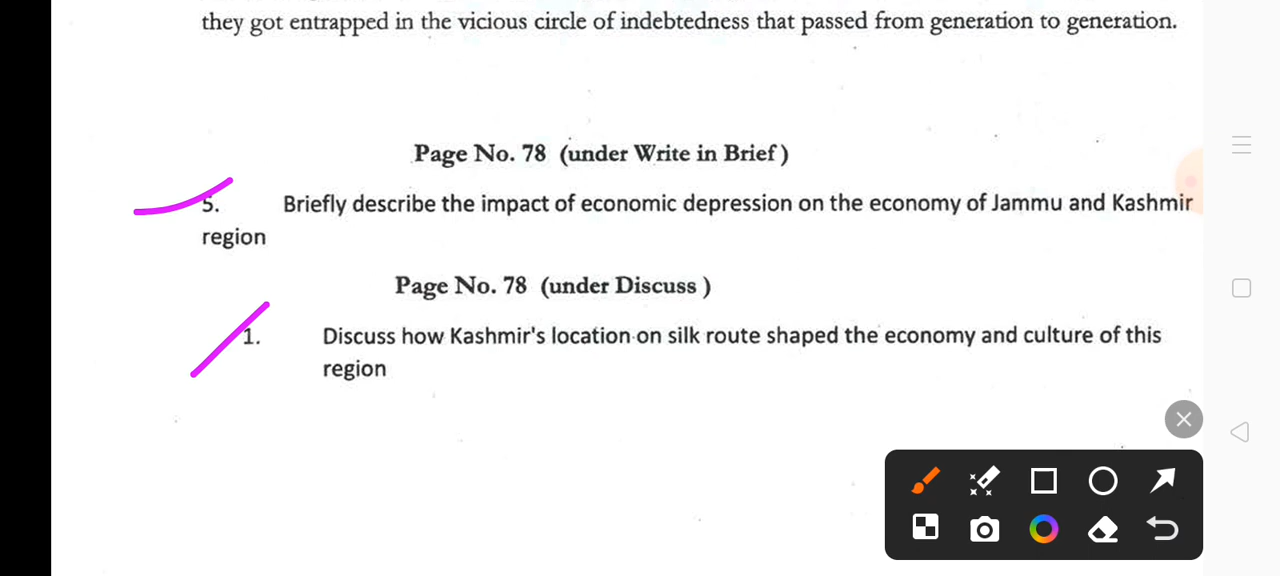 they got entrapped in the vicious circle of indebtedness that passed from generation to generation.
Page No. 78 (under Write in Brief)
5. Briefly describe the impact of economic depression on the economy of Jammu and Kashmir
region
Page No. 78 (under Discuss )
1. Discuss how Kashmir's location on silk route shaped the economy and culture of this
region